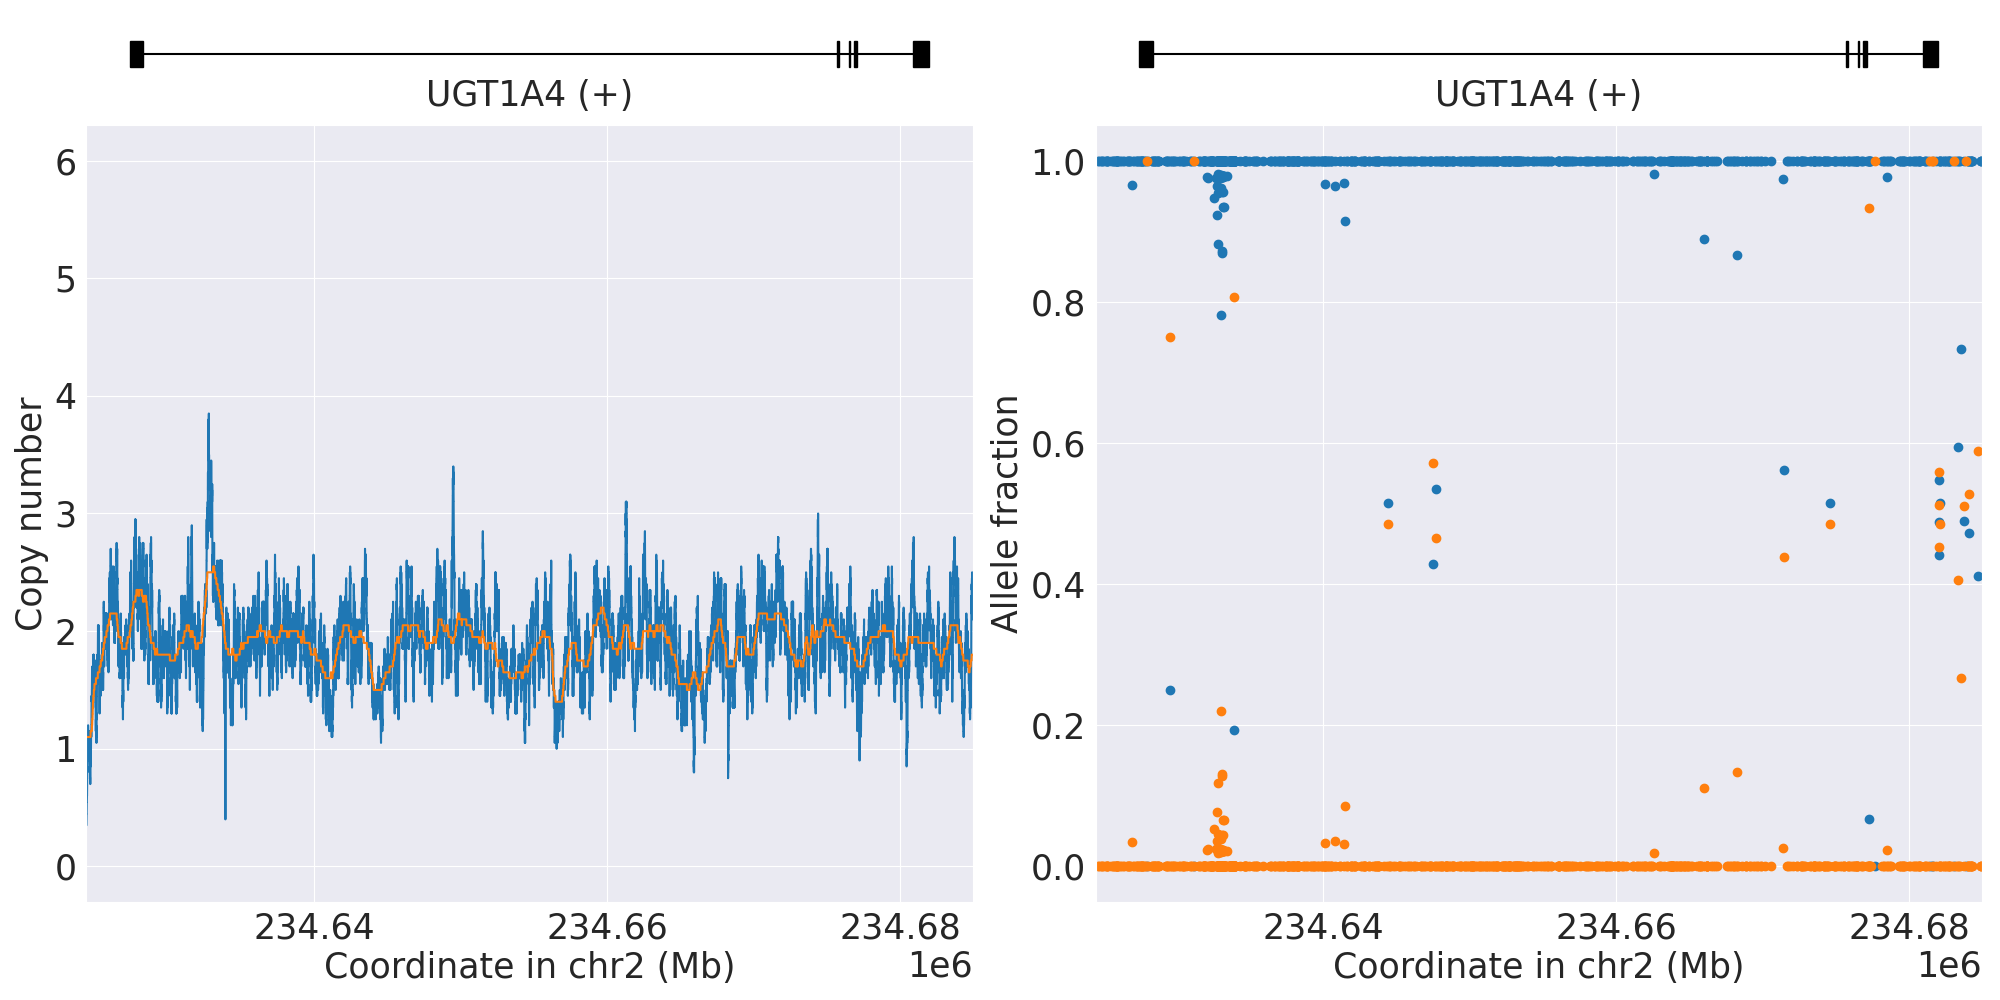 UGT1A4 (+)
Copy number
6
5
4
3
2
1
0
234.64
234.66
234.68
Coordinate in chr2 (Mb)
1e6
UGT1A4 (+)
Allele fraction
1.0
0.8
0.6
0.4
0.2
0.0
234.64
234.66
234.68
Coordinate in chr2 (Mb)
1e6